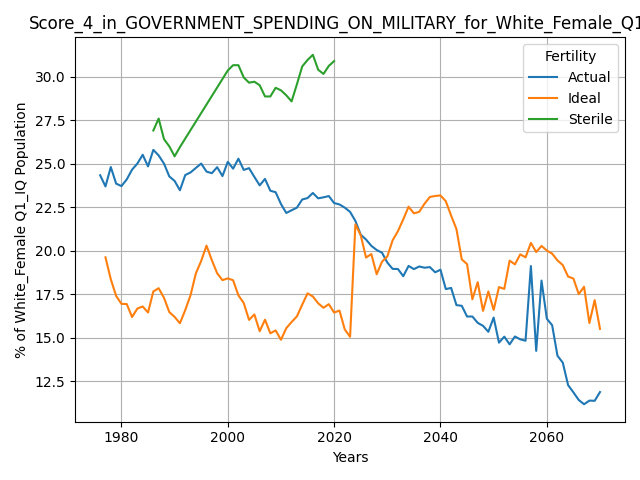 Score_4_in_GOVERNMENT_SPENDING_ON_MILITARY_for_White_Female_Q1
% of White_Female Q1_IQ Population
30.0
27.5
25.0
22.5
20.0
17.5
15.0
12.5
Fertility
Actual
Ideal
Sterile
1980
2000
2020
2040
2060
Years